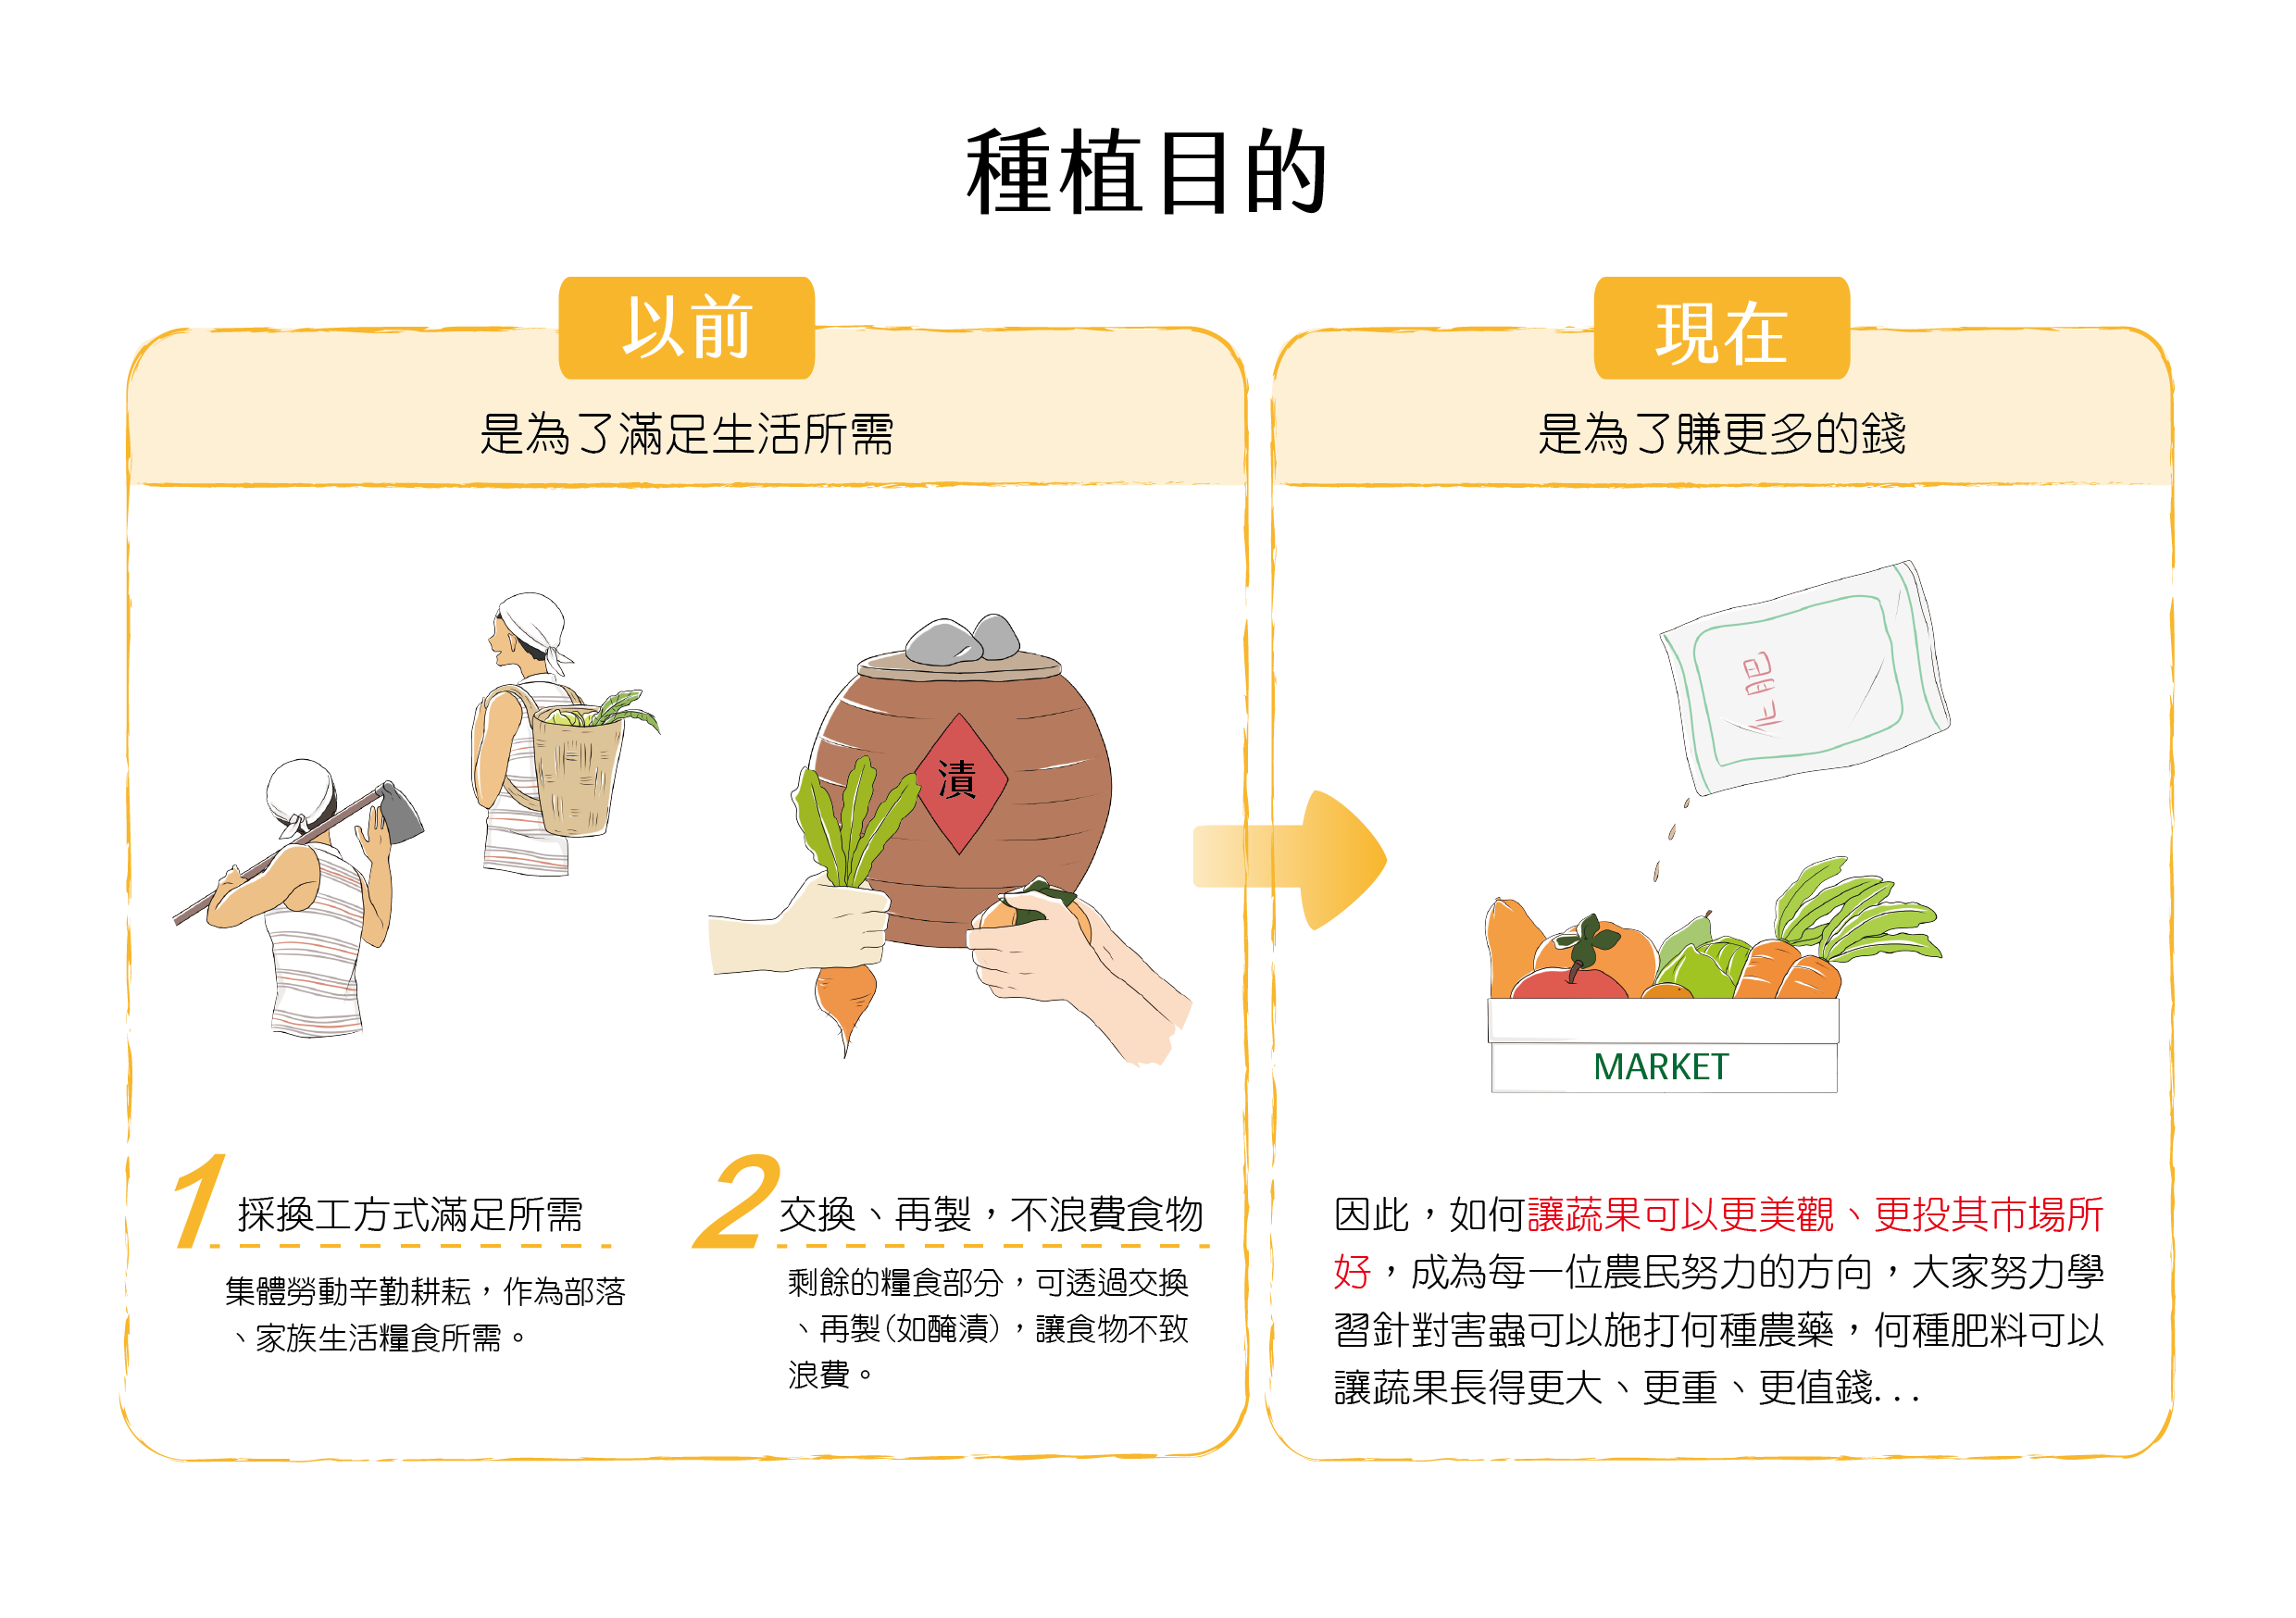 種植目的
以前
是為了滿足生活所需
漬
1
採換工方式滿足所需
集體勞動辛勤耕耘，作為部落
、家族生活糧食所需。
2
交換、再製，不浪費食物
剩餘的糧食部分，可透過交換
、再製(如醃漬)，讓食物不致
浪費。
現在
是為了賺更多的錢
化肥
MARKET
因此，如何讓蔬果可以更美觀、更投其市場所
好，成為每一位農民努力的方向，大家努力學
習針對害蟲可以施打何種農藥，何種肥料可以
讓蔬果長得更大、更重、更值錢...